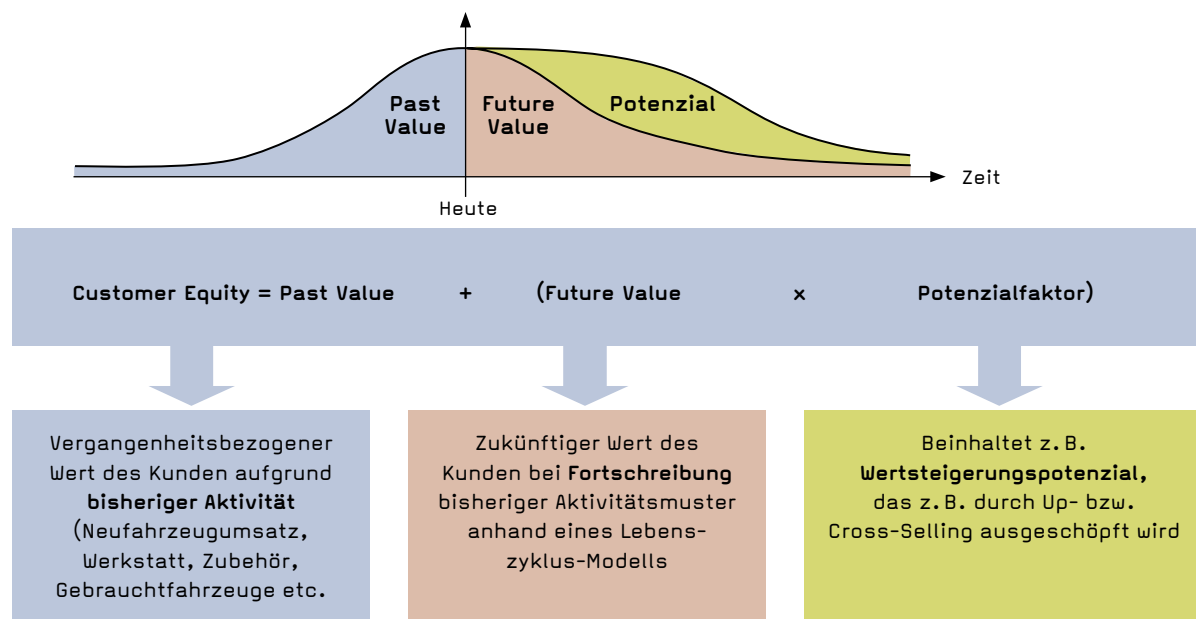 Past
Value
Future
Value
Potenzial
Zeit
Heute
Customer Equity = Past Value + (Future Value x Potenzialfaktor)
Vergangenheitsbezogener
Wert des Kunden aufgrund
bisheriger Aktivität
(Neufahrzeugumsatz,
Werkstatt, Zubehör,
Gebrauchtfahrzeuge etc.
Zukünftiger Wert des
Kunden bei Fortschreibung
bisheriger Aktivitätsmuster
anhand eines Lebens-
zyklus-Modells
Beinhaltet z. B.
Wertsteigerungspotenzial,
das z. B. durch Up- bzw.
Cross-Selling ausgeschöpft wird